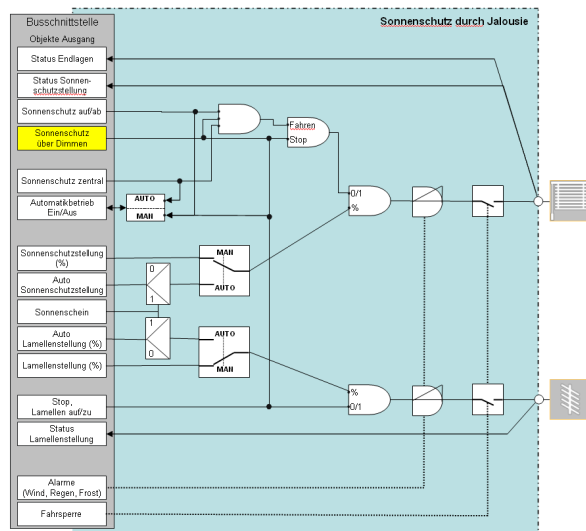 Busschnittstelle
Sonnenschutz durch Jalousie
Objekte Ausgang
Status Endlagen
Status Sonnen-
schutzstellung
Sonnenschutz auf/ab
Sonnenschutz
über Dimmen
Fahren
Stop
Sonnenschutz zentral
Automatikbetrieb
Ein/Aus
AUTO
MAN
0/1
%
Sonnenschutzstellung
(%)
Auto
Sonnenschutzstellung
0
1
MAN
AUTO
Sonnenschein
Auto
Lamellenstellung (%)
1
0
AUTO
MAN
Lamellenstellung (%)
Stop,
Lamellen auf/zu
%
0/1
Status
Lamellenstellung
Alarme
(Wind, Regen, Frost)
Fahrsperre